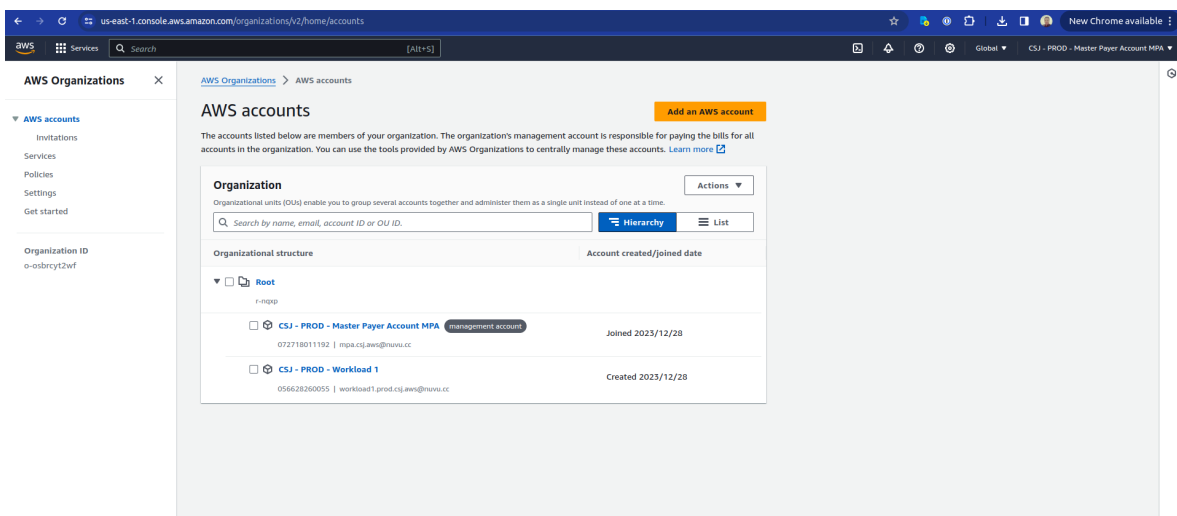 us-east-1.console.aws.amazon.com/organizations/v2/home/accounts
New Chrome available
aws
Services
Search
[Alt+S]
Global
CSJ - PROD - Master Payer Account MPA
AWS Organizations
AWS accounts
Invitations
Services
Policies
Settings
Get started
Organization ID
o-osbrcyt2wf
AWS Organizations > AWS accounts
AWS accounts
Add an AWS account
The accounts listed below are members of your organization. The organization's management account is responsible for paying the bills for all
accounts in the organization. You can use the tools provided by AWS Organizations to centrally manage these accounts. Learn more
Organization
Actions
Organizational units (OUs) enable you to group several accounts together and administer them as a single unit instead of one at a time.
Search by name, email, account ID or OU ID.
Hierarchy
List
Organizational structure
Account created/joined date
Root
r-nqxp
CSJ - PROD - Master Payer Account MPA management account
Joined 2023/12/28
072718011192 | mpa.csj.aws@nuvu.cc
CSJ - PROD - Workload 1
Created 2023/12/28
056628260055 | workload1.prod.csj.aws@nuvu.cc